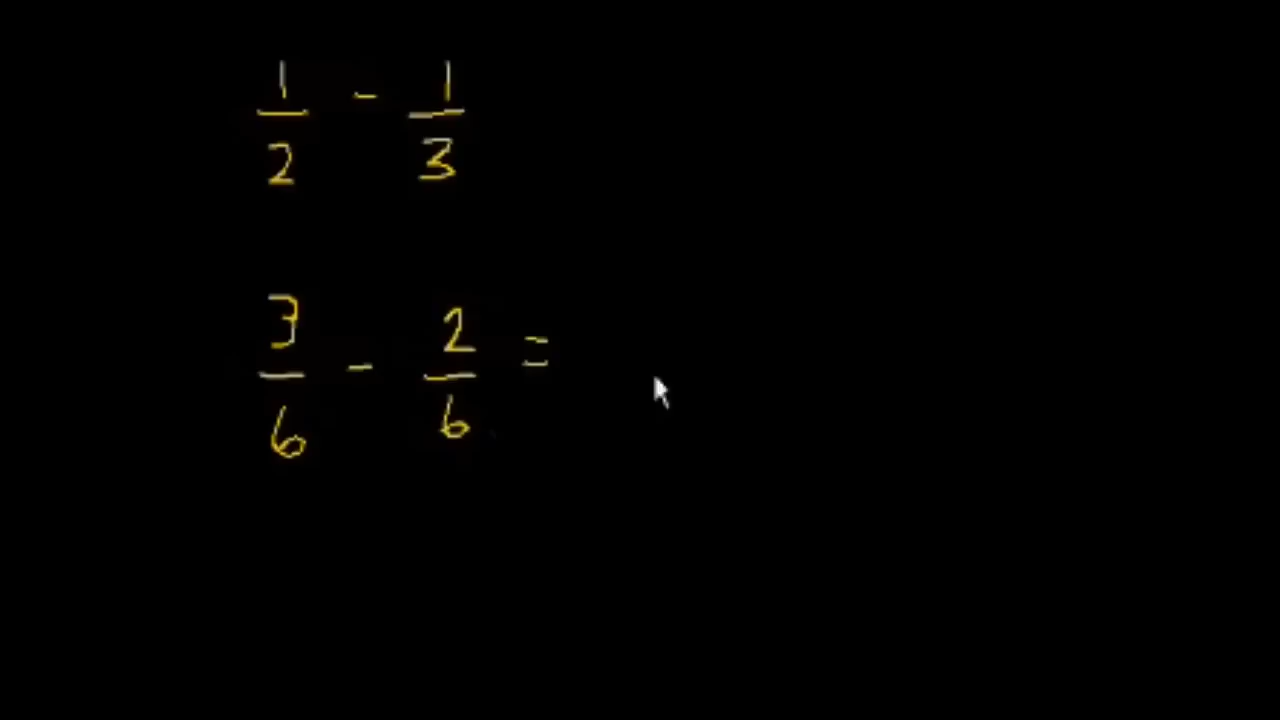 1/2 - 1/3
3/6 - 2/6 =